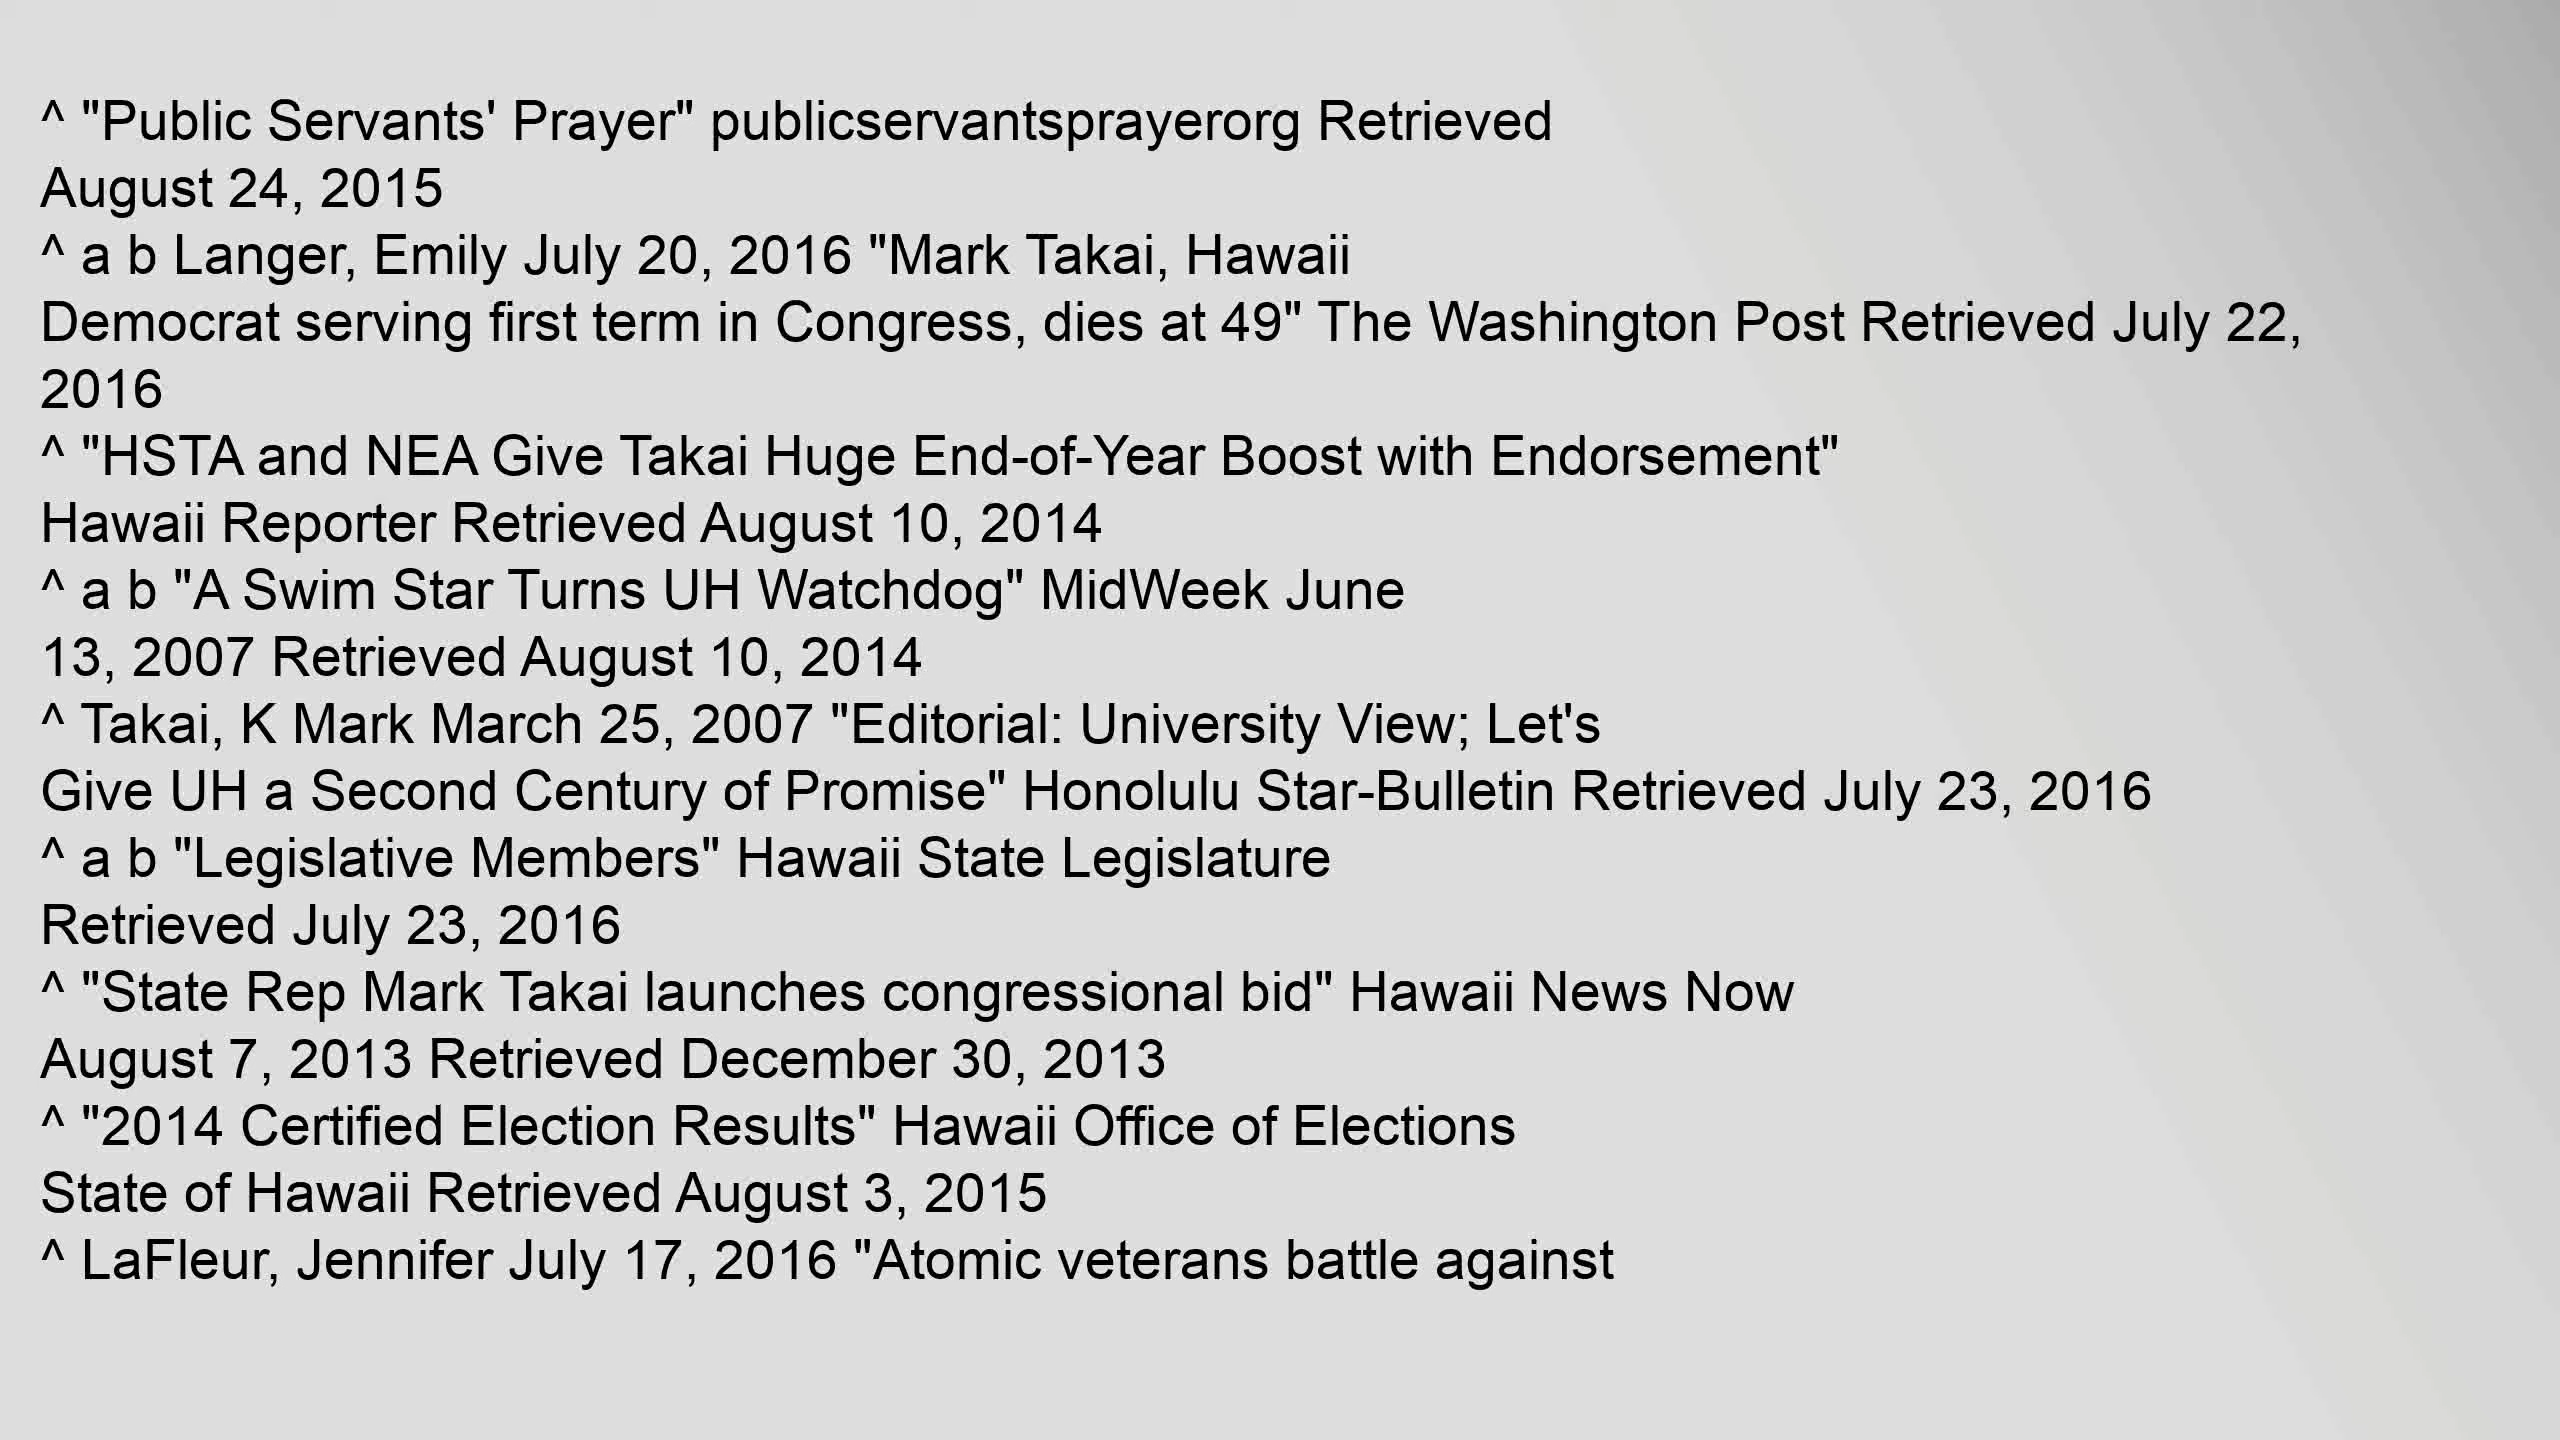 ^ "Public Servants' Prayer" publicservantsprayerorg Retrieved
August 24, 2015
^ a b Langer, Emily July 20, 2016 "Mark Takai, Hawaii
Democrat serving first term in Congress, dies at 49" The Washington Post Retrieved July 22,
2016
^ "HSTA and NEA Give Takai Huge End-of-Year Boost with Endorsement"
Hawaii Reporter Retrieved August 10, 2014
^ a b "A Swim Star Turns UH Watchdog" MidWeek June
13, 2007 Retrieved August 10, 2014
^ Takai, K Mark March 25, 2007 "Editorial: University View; Let's
Give UH a Second Century of Promise" Honolulu Star-Bulletin Retrieved July 23, 2016
^ a b "Legislative Members" Hawaii State Legislature
Retrieved July 23, 2016
^ "State Rep Mark Takai launches congressional bid" Hawaii News Now
August 7, 2013 Retrieved December 30, 2013
^ "2014 Certified Election Results" Hawaii Office of Elections
State of Hawaii Retrieved August 3, 2015
^ LaFleur, Jennifer July 17, 2016 "Atomic veterans battle against